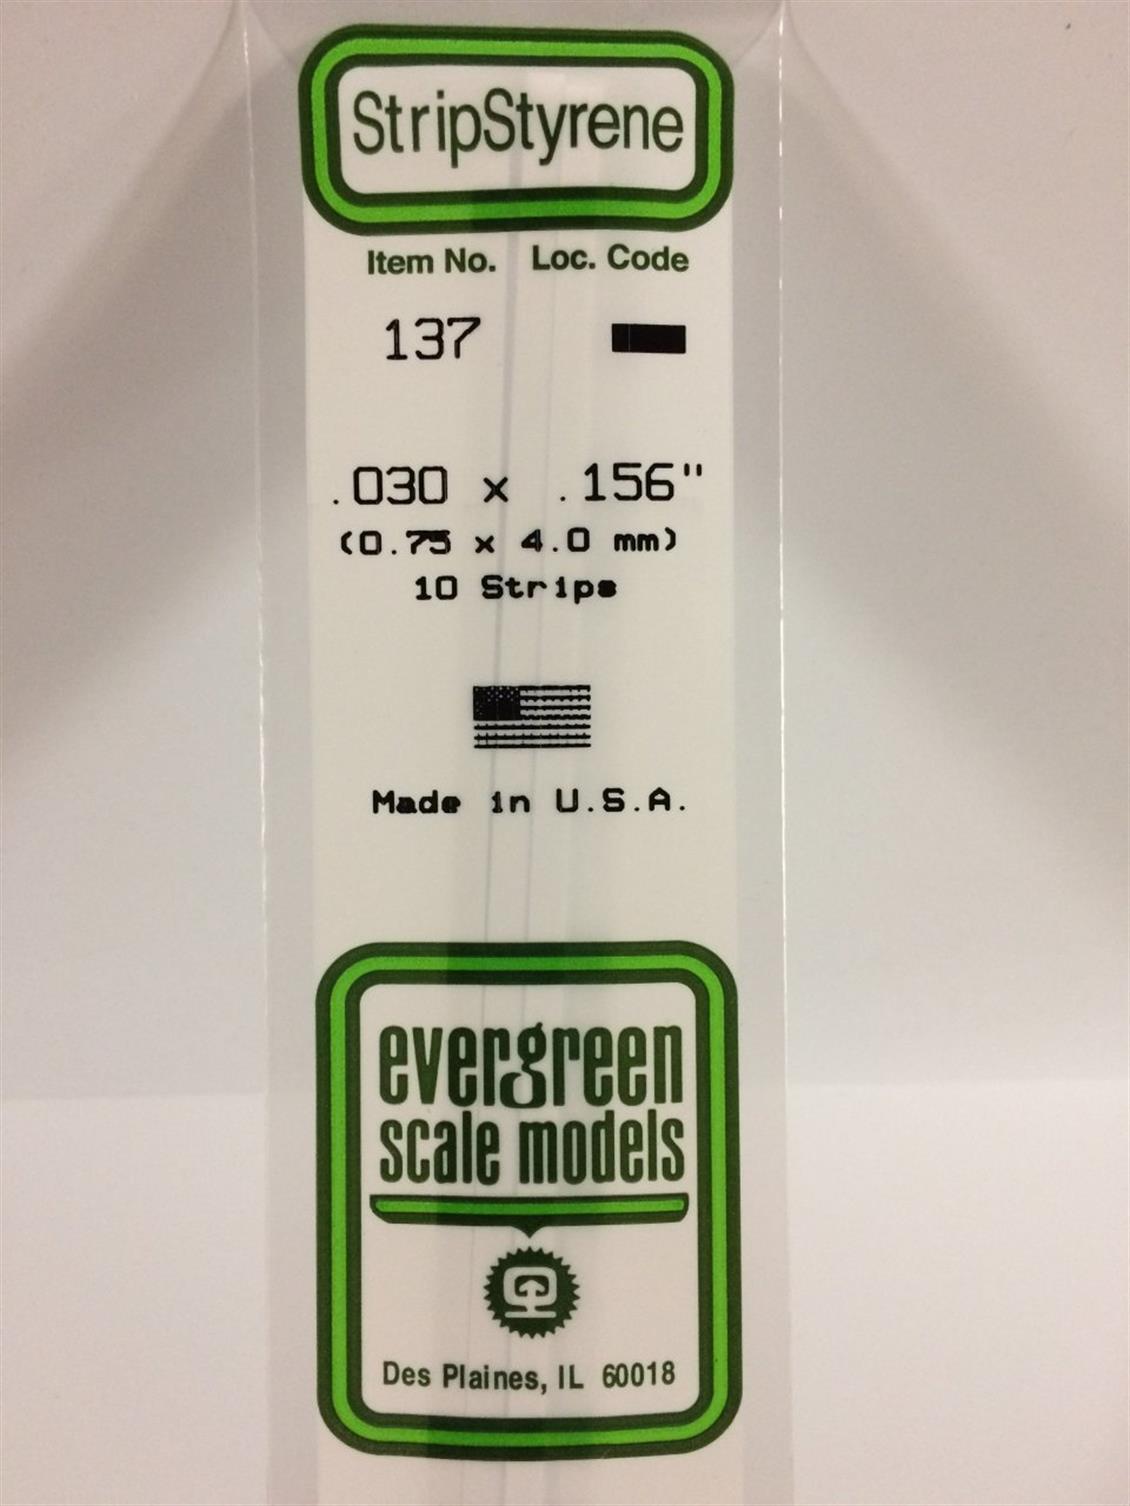 StripStyrene
Item No. Loc. Code
137
.030 x .156"
(0.75 x 4.0 mm)
10 Strips
Made in U.S.A.
evergreen
scale models
Des Plaines, IL 60018